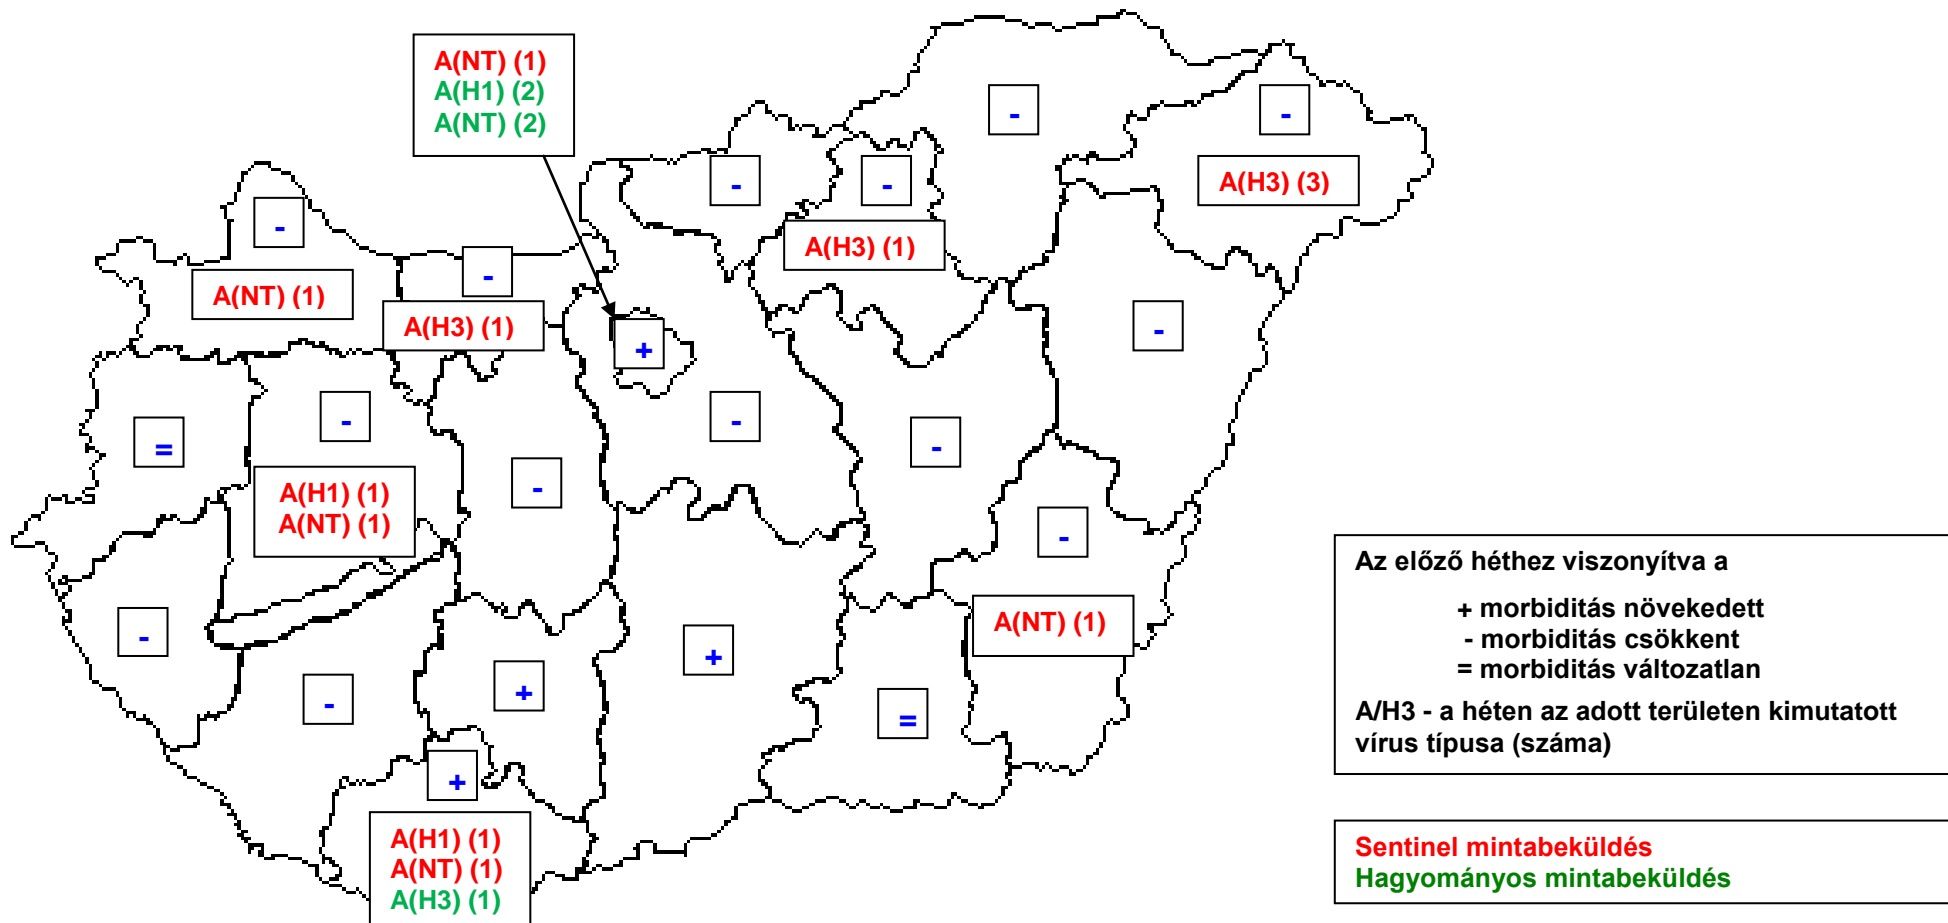 A(NT) (1)
A(H1) (2)
A(NT) (2)
-
-
-
-
A(H3) (3)
-
A(H3) (1)
-
A(NT) (1)
A(H3) (1)
-
+
-
-
=
-
-
A(H1) (1)
A(NT) (1)
-
-
A(NT) (1)
-
+
+
-
=
+
A(H1) (1)
A(NT) (1)
A(H3) (1)
Az előző héthez viszonyítva a
+ morbiditás növekedett
- morbiditás csökkent
= morbiditás változatlan
A/H3 - a héten az adott területen kimutatott
vírus típusa (száma)
Sentinel mintabeküldés
Hagyományos mintabeküldés